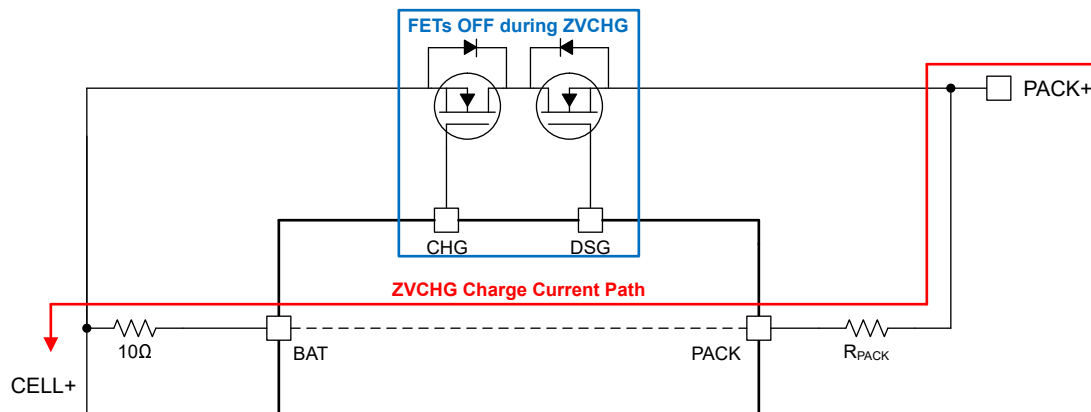 FETs OFF during ZVCHG
PACK+
CHG
DSG
ZVCHG Charge Current Path
10Ω
BAT
PACK
RPACK
CELL+